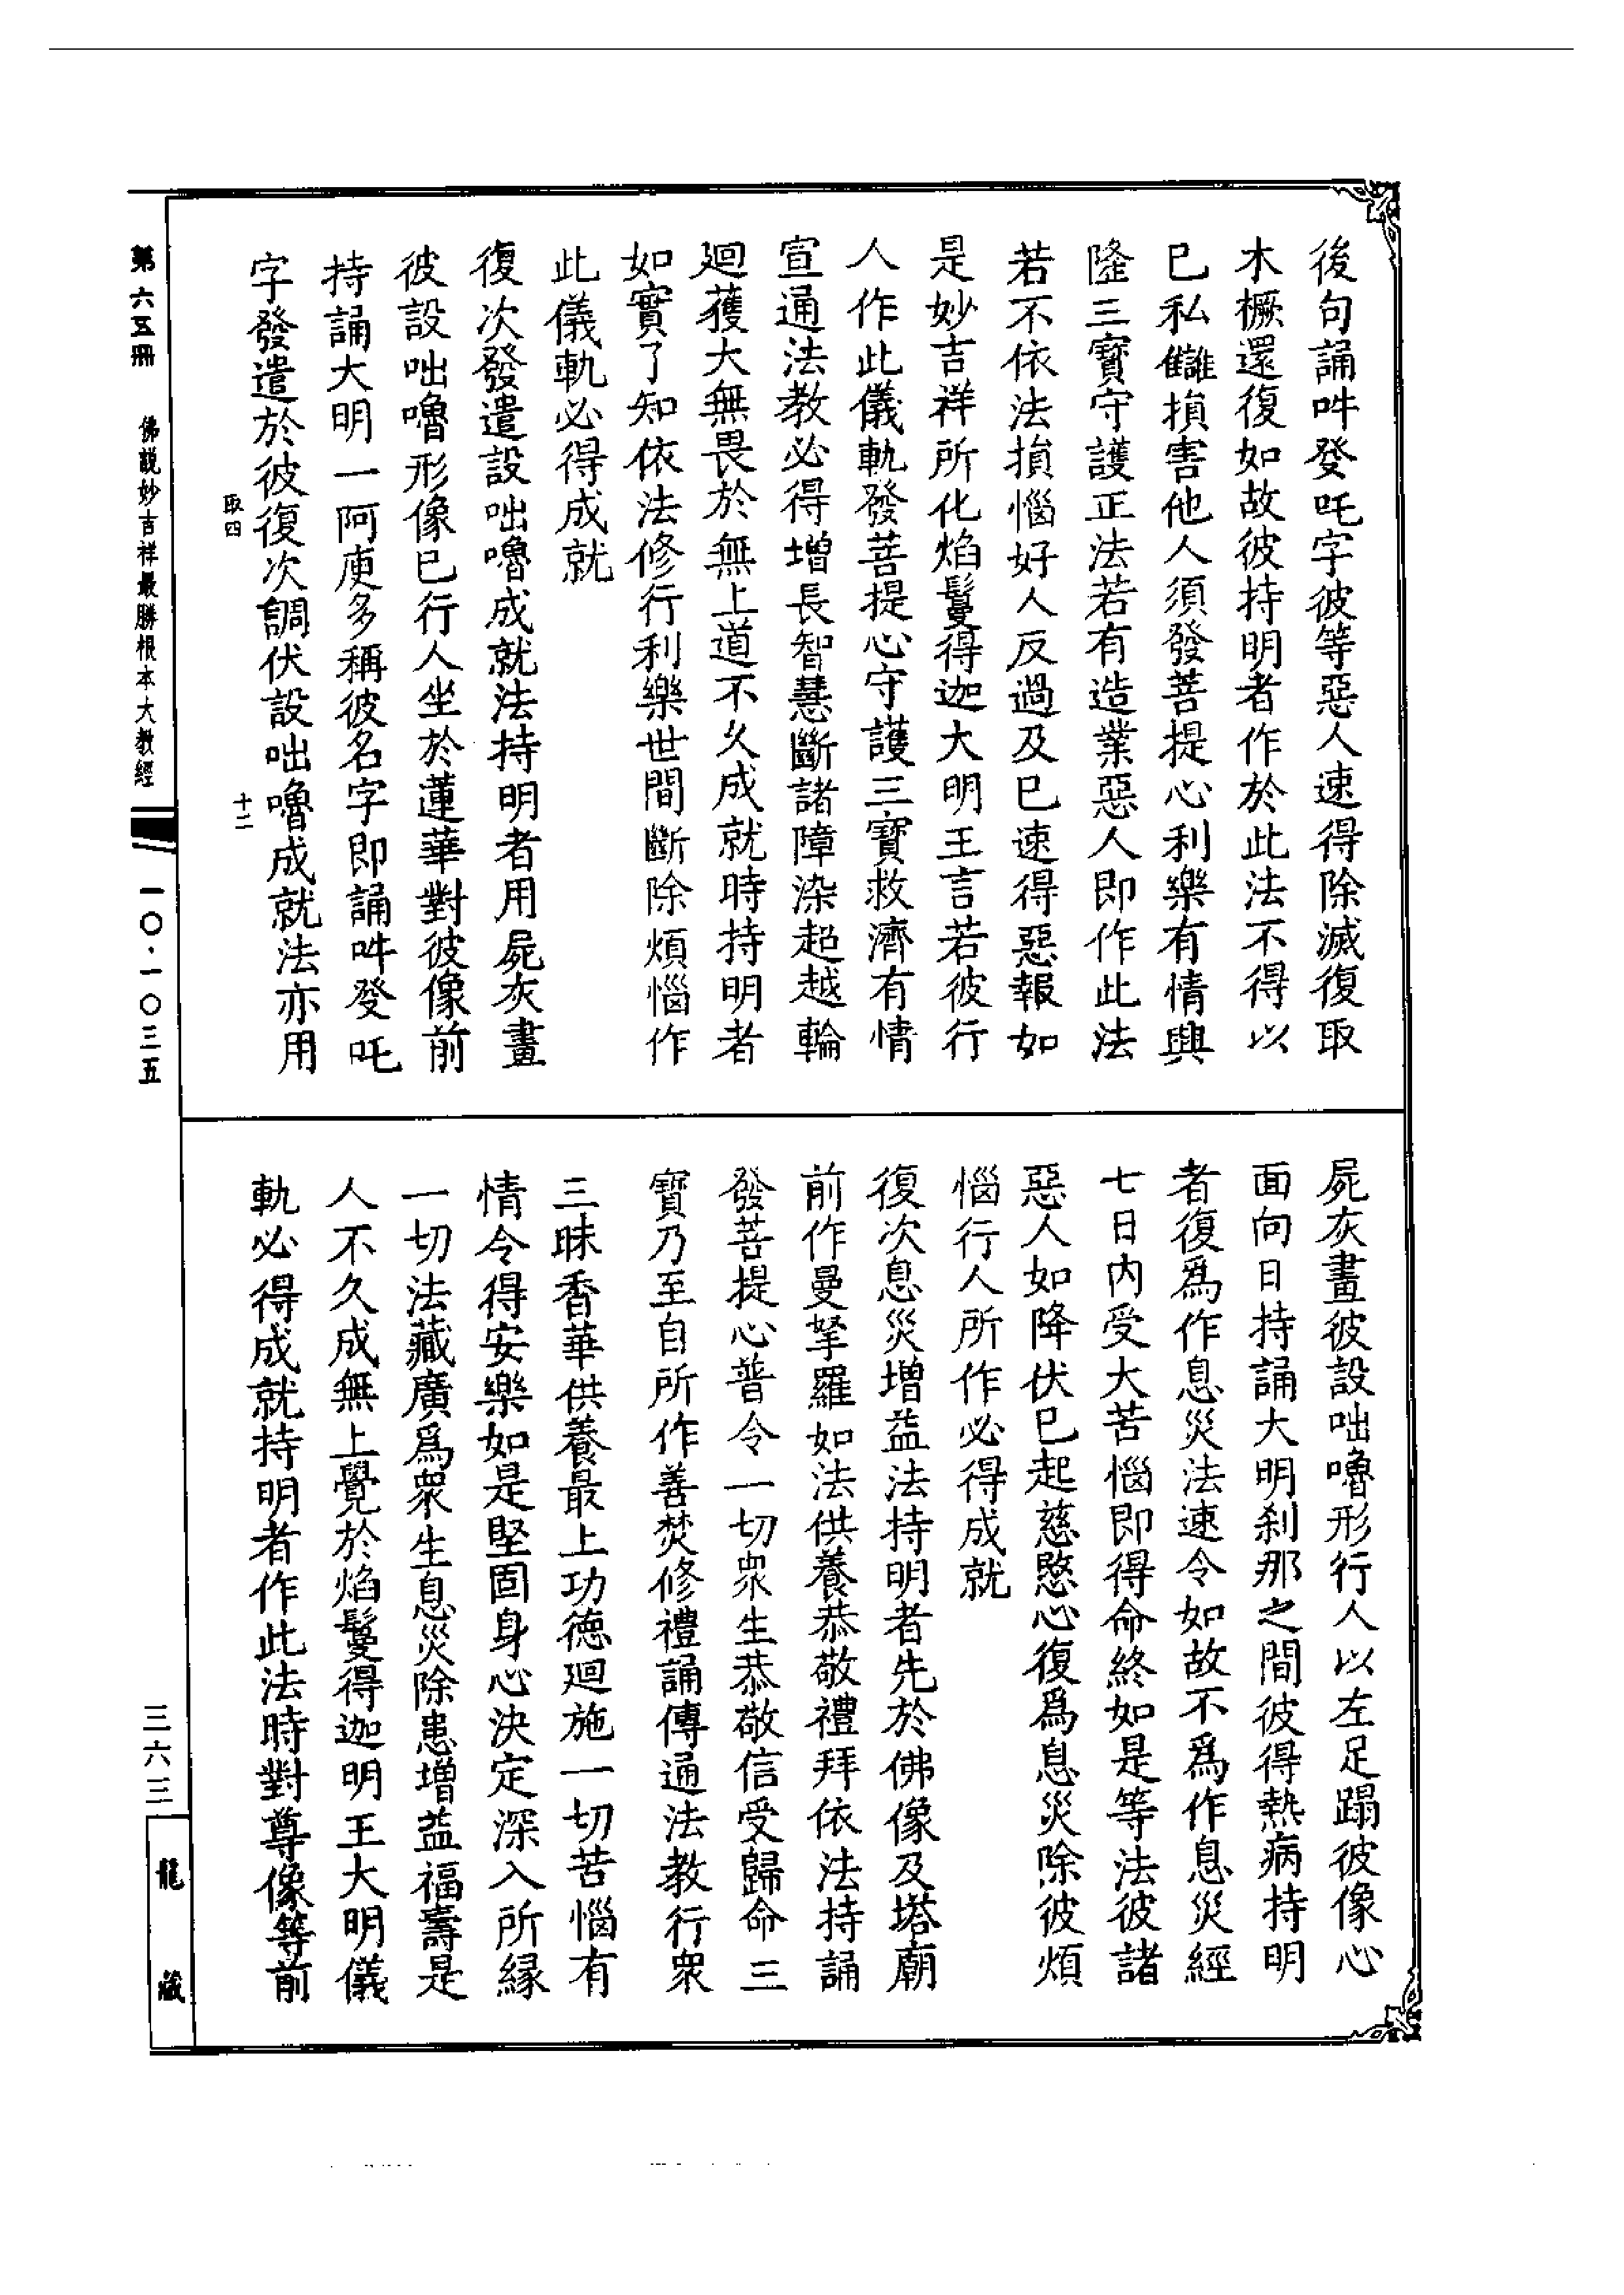 後句誦吽癹吒字彼等惡人速得除滅復取
木橛還復如故彼持明者作於此法不得以
已私讎損害他人須發菩提心利樂有情興
隆三寶守護正法若有造業惡人即作此法
若不依法損惱好人反過及已速得惡報如
是妙吉祥所化焰鬘得迦大明王言若彼行
人作此儀軌發菩提心守護三寶救濟有情
宣通法教必得增長智慧斷諸障染超越輪
迴獲大無畏於無上道不久成就時持明者
如實了知依法修行利樂世間斷除煩惱作
此儀軌必得成就
復次發遣設咄嚕成就法持明者用屍灰畫
彼設咄嚕形像已行人坐於蓮華對彼像前
持誦大明一阿庾多稱彼名字即誦吽癹吒
字發遣於彼復次調伏設咄嚕成就法亦用
取四
十二
屍灰畫彼設咄嚕形行人以左足蹋彼像心
面向日持誦大明刹那之間彼得熱病持明
者復爲作息災法速令如故不爲作息災經
七日内受大苦惱即得命終如是等法彼諸
惡人如降伏已起慈愍心復爲息災除彼煩
惱行人所作必得成就
復次息災增益法持明者先於佛像及塔廟
前作曼拏羅如法供養恭敬禮拜依法持誦
發菩提心普令一切衆生恭敬信受歸命三
寶乃至自所作善焚修禮誦傳通法教行衆
三昧香華供養最上功德迴施一切苦惱有
情令得安樂如是堅固身心決定深入所緣
一切法藏廣爲衆生息災除患增益福壽是
人不久成無上覺於焰鬘得迦明王大明儀
軌必得成就持明者作此法時對尊像等前
第六五冊
佛說妙吉祥最勝根本大教經
一〇·一〇三五
三六三
龍藏